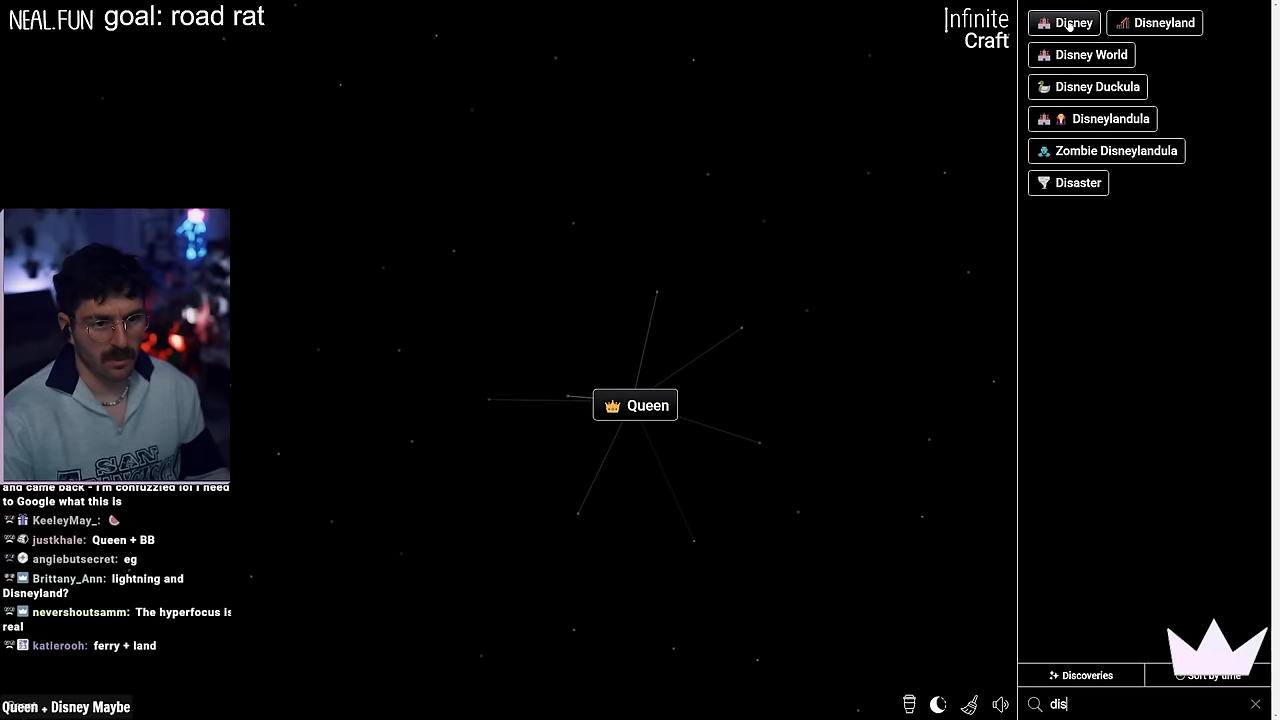 NEAL.FUN goal: road rat
Infinite
Craft
Disney
Disneyland
Disney World
Disney Duckula
Disneylandula
Zombie Disneylandula
Disaster
Queen
SAN
and came back - I'm confuzzled lol I need
to Google what this is
KeeleyMay_:
justkhale: Queen + BB
anglebutsecret: eg
Brittany_Ann: lightning and
Disneyland?
nevershoutsamm: The hyperfocus is
real
katierooh: ferry + land
Queen + Disney Maybe
Discoveries
Sort by time
dis